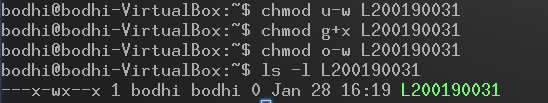 bodhi@bodhi-VirtualBox:~$ chmod u-w L200190031
bodhi@bodhi-VirtualBox:~$ chmod g+x L200190031
bodhi@bodhi-VirtualBox:~$ chmod o-w L200190031
bodhi@bodhi-VirtualBox:~$ ls -l L200190031
---x-wx--x 1 bodhi bodhi 0 Jan 28 16:19 L200190031